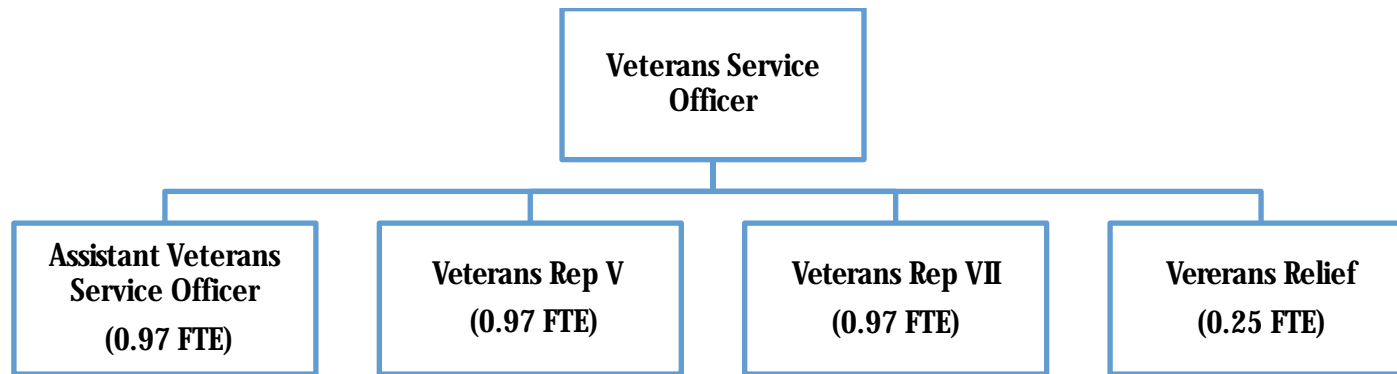 Veterans Service
Officer
Assistant Veterans
Service Officer
(0.97 FTE)
Veterans Rep V
(0.97 FTE)
Veterans Rep VII
(0.97 FTE)
Vererans Relief
(0.25 FTE)